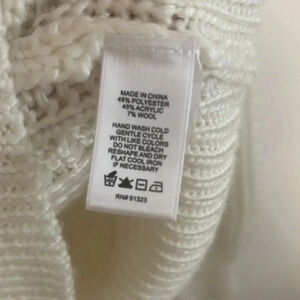 MADE IN CHINA
48% POLYESTER
45% ACRYLIC
7% WOOL
HAND WASH COLD
GENTLE CYCLE
WITH LIKE COLORS
DO NOT BLEACH
RESHAPE AND DRY
FLAT COOL IRON
IF NECESSARY
RN# 51323